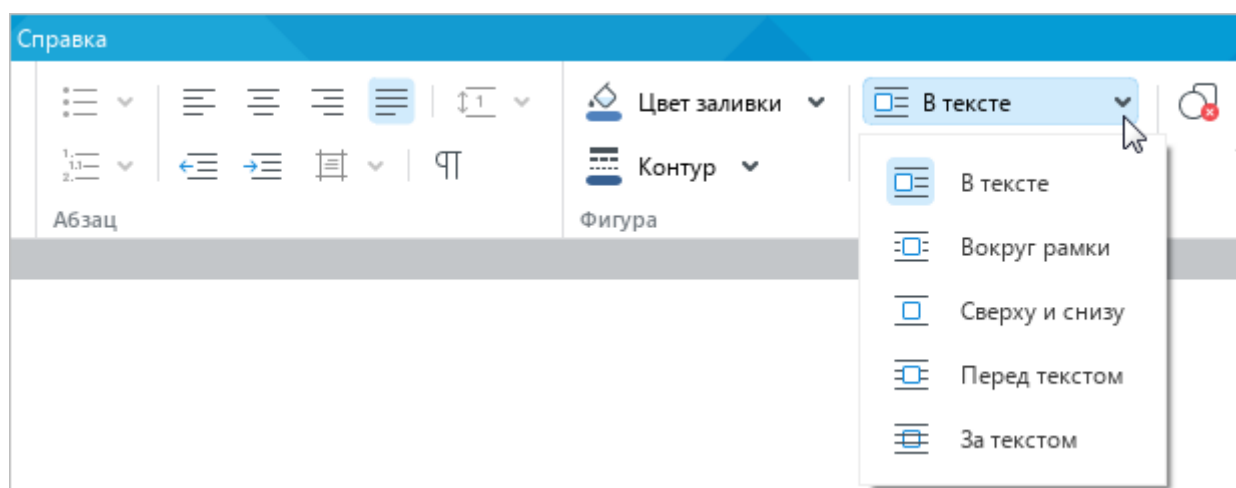 Справка
Цвет заливки
В тексте
Контур
Абзац
Фигура
В тексте
Вокруг рамки
Сверху и снизу
Перед текстом
За текстом